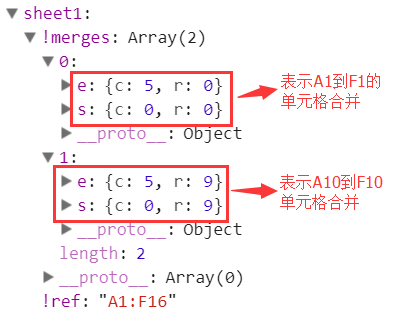 ▼ sheet1:
▼ !merges: Array(2)
▼ 0:
▶ e: {c: 5, r: 0}
▶ s: {c: 0, r: 0}
表示A1到F1的
单元格合并
▶ __proto__: Object
▼ 1:
▶ e: {c: 5, r: 9}
▶ s: {c: 0, r: 9}
表示A10到F10
单元格合并
▶ __proto__: Object
length: 2
▶ __proto__: Array(0)
!ref: "A1:F16"